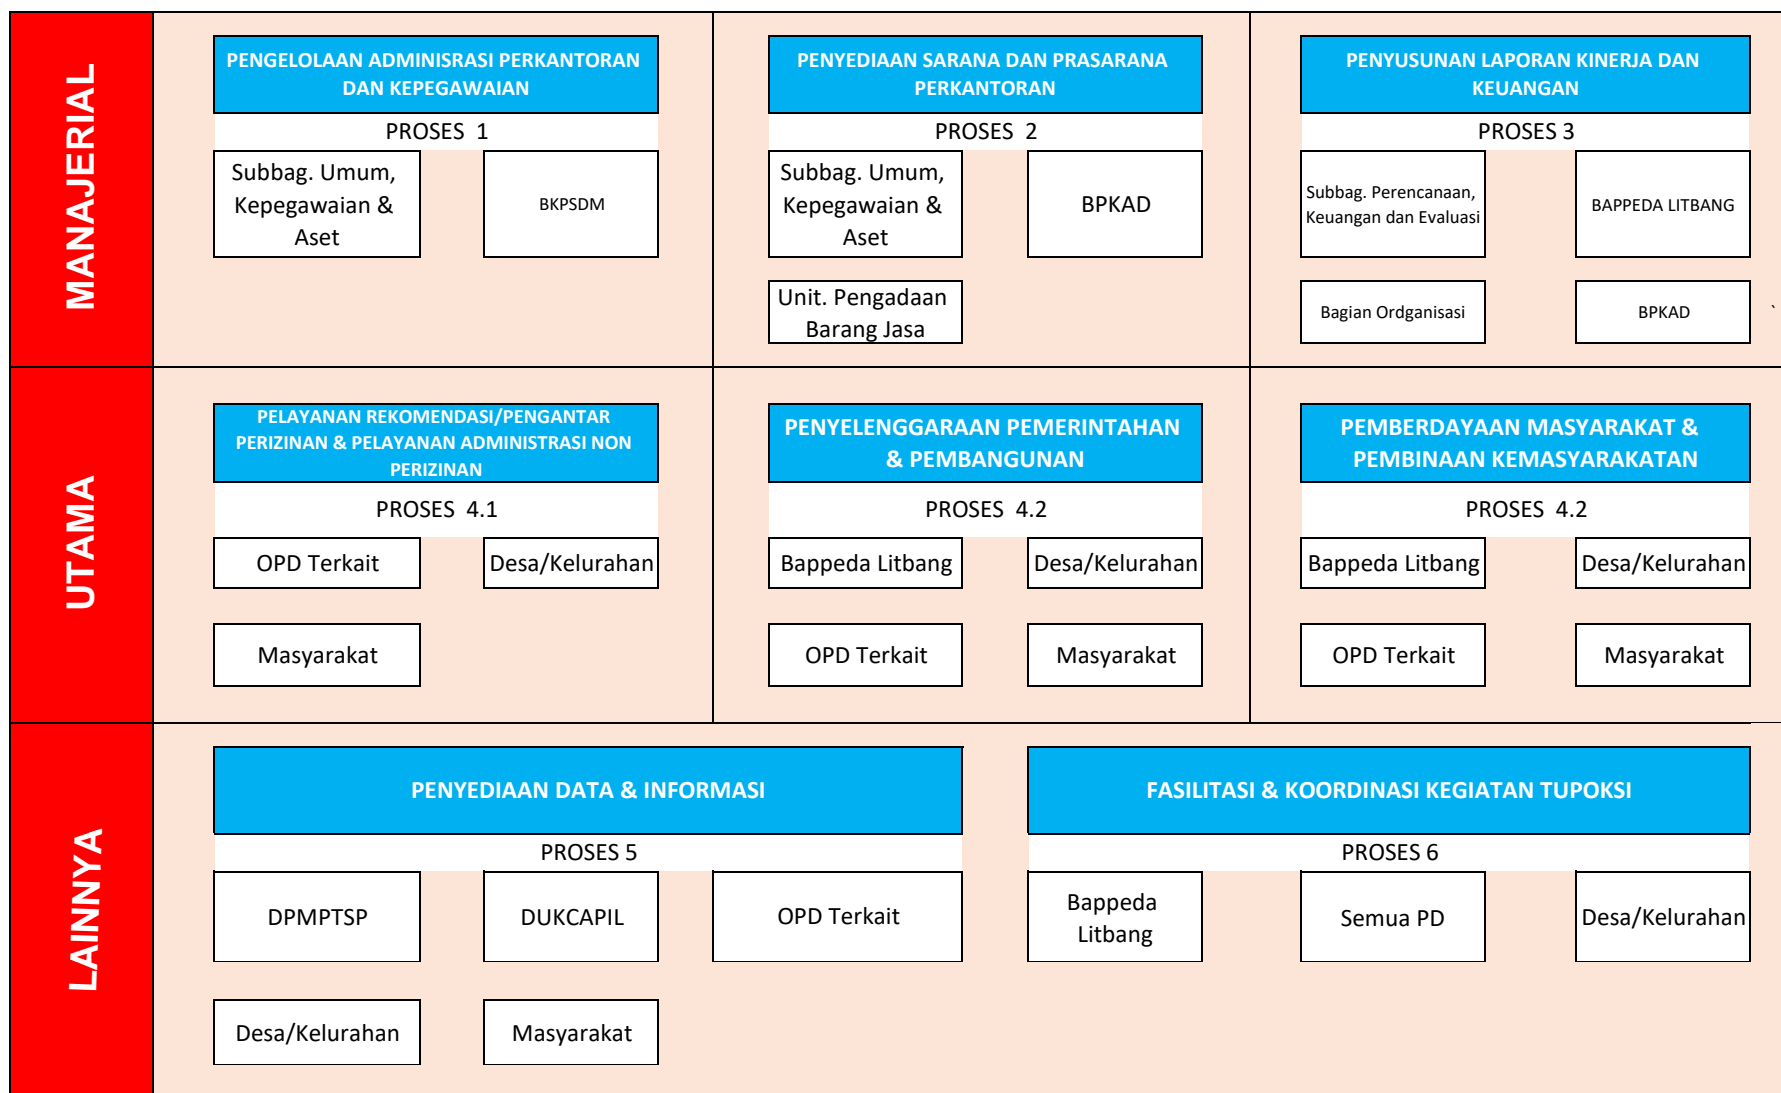 MANAJERIAL
PENGELOLAAN ADMINISRASI PERKANTORAN
DAN KEPEGAWAIAN
PROSES 1
Subbag. Umum,
Kepegawaian &
Aset
BKPSDM
PENYEDIAAN SARANA DAN PRASARANA
PERKANTORAN
PROSES 2
Subbag. Umum,
Kepegawaian &
Aset
BPKAD
Unit. Pengadaan
Barang Jasa
PENYUSUNAN LAPORAN KINERJA DAN
KEUANGAN
PROSES 3
Subbag. Perencanaan,
Keuangan dan Evaluasi
BAPPEDA LITBANG
Bagian Ordganisasi
BPKAD
`
UTAMA
PELAYANAN REKOMENDASI/PENGANTAR
PERIZINAN & PELAYANAN ADMINISTRASI NON
PERIZINAN
PROSES 4.1
OPD Terkait
Desa/Kelurahan
Masyarakat
PENYELENGGARAAN PEMERINTAHAN
& PEMBANGUNAN
PROSES 4.2
Bappeda Litbang
Desa/Kelurahan
OPD Terkait
Masyarakat
PEMBERDAYAAN MASYARAKAT &
PEMBINAAN KEMASYARAKATAN
PROSES 4.2
Bappeda Litbang
Desa/Kelurahan
OPD Terkait
Masyarakat
LAINNYA
PENYEDIAAN DATA & INFORMASI
PROSES 5
DPMPTSP
DUKCAPIL
OPD Terkait
Desa/Kelurahan
Masyarakat
FASILITASI & KOORDINASI KEGIATAN TUPOKSI
PROSES 6
Bappeda
Litbang
Semua PD
Desa/Kelurahan